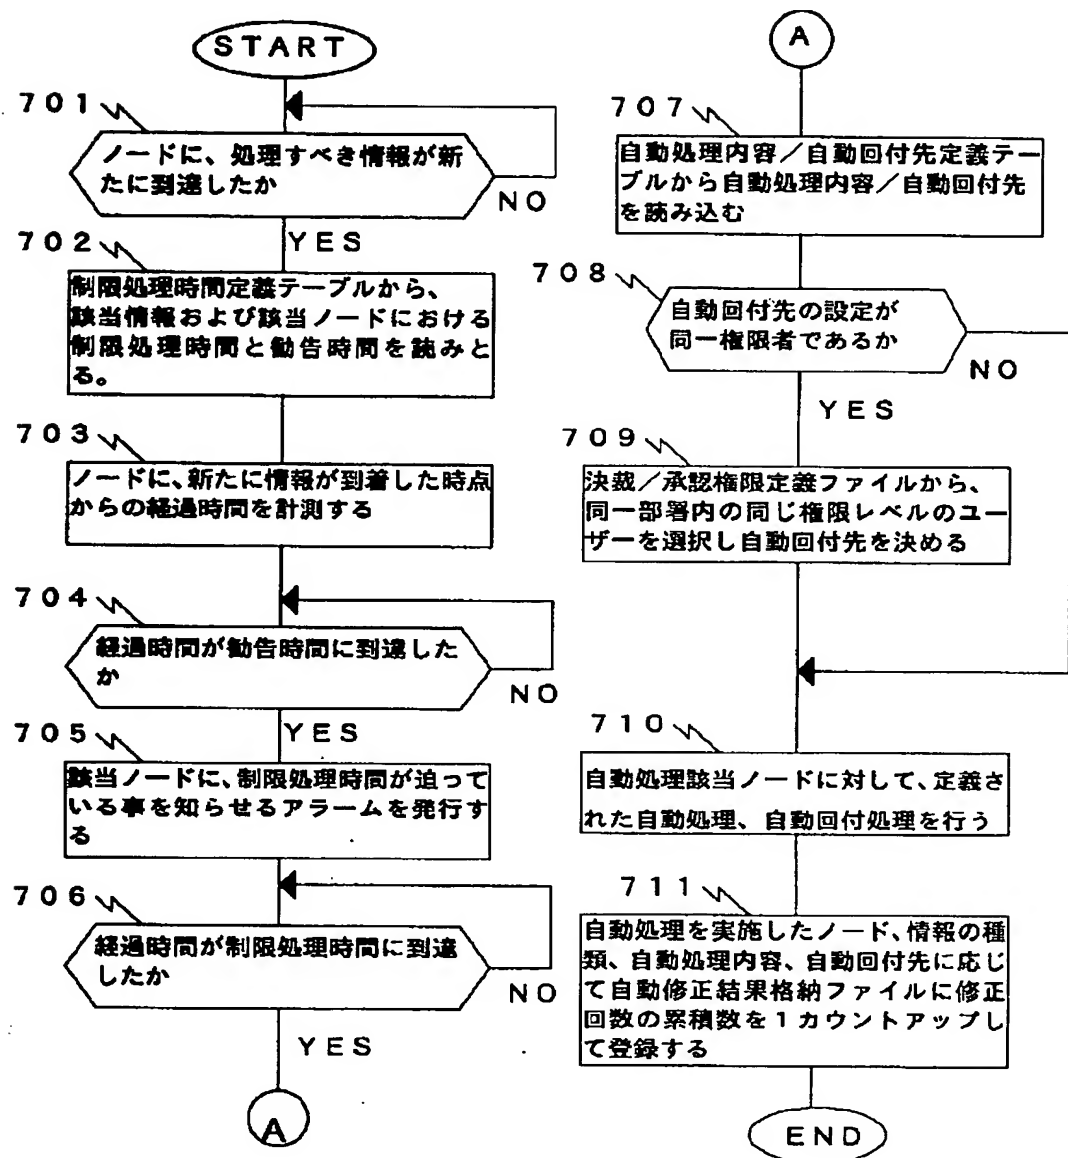 START
701
ノードに、処理すべき情報が新
たに到達したか
NO
YES
702
制限処理時間定義テーブルから、
該当情報および該当ノードにおける
制限処理時間と勧告時間を読みと
る。
703
ノードに、新たに情報が到着した時点
からの経過時間を計測する
704
経過時間が勧告時間に到達した
か
NO
YES
705
該当ノードに、制限処理時間が迫って
いる事を知らせるアラームを発行す
る
706
経過時間が制限処理時間に到達
したか
NO
YES
A
A
707
自動処理内容／自動回付先定義テー
ブルから自動処理内容／自動回付先
を読み込む
708
自動回付先の設定が
同一権限者であるか
NO
YES
709
決裁／承認権限定義ファイルから、
同一部署内の同じ権限レベルのユー
ザーを選択し自動回付先を決める
710
自動処理該当ノードに対して、定義さ
れた自動処理、自動回付処理を行う
711
自動処理を実施したノード、情報の種
類、自動処理内容、自動回付先に応じ
て自動修正結果格納ファイルに修正
回数の累積数を1カウントアップし
て登録する
END